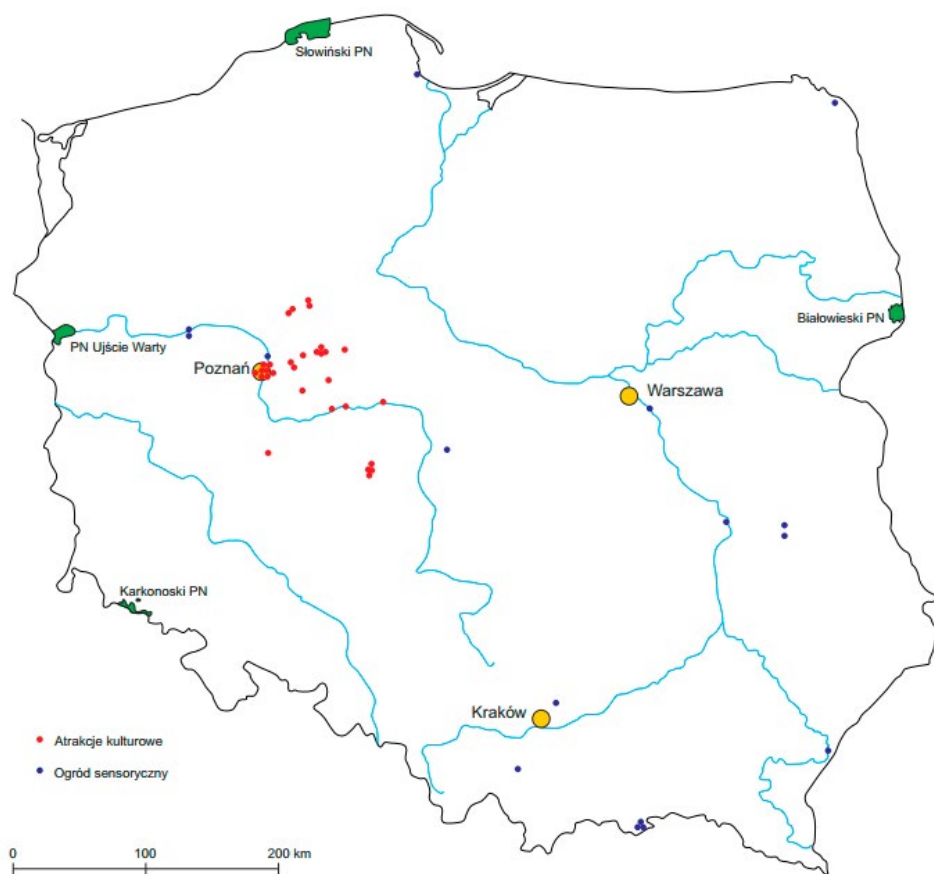 Słowiński PN
Białowieski PN
PN Ujście Warty
Poznań
Warszawa
Karkonoski PN
Kraków
Atrakcje kulturowe
Ogród sensoryczny
0 100 200 km